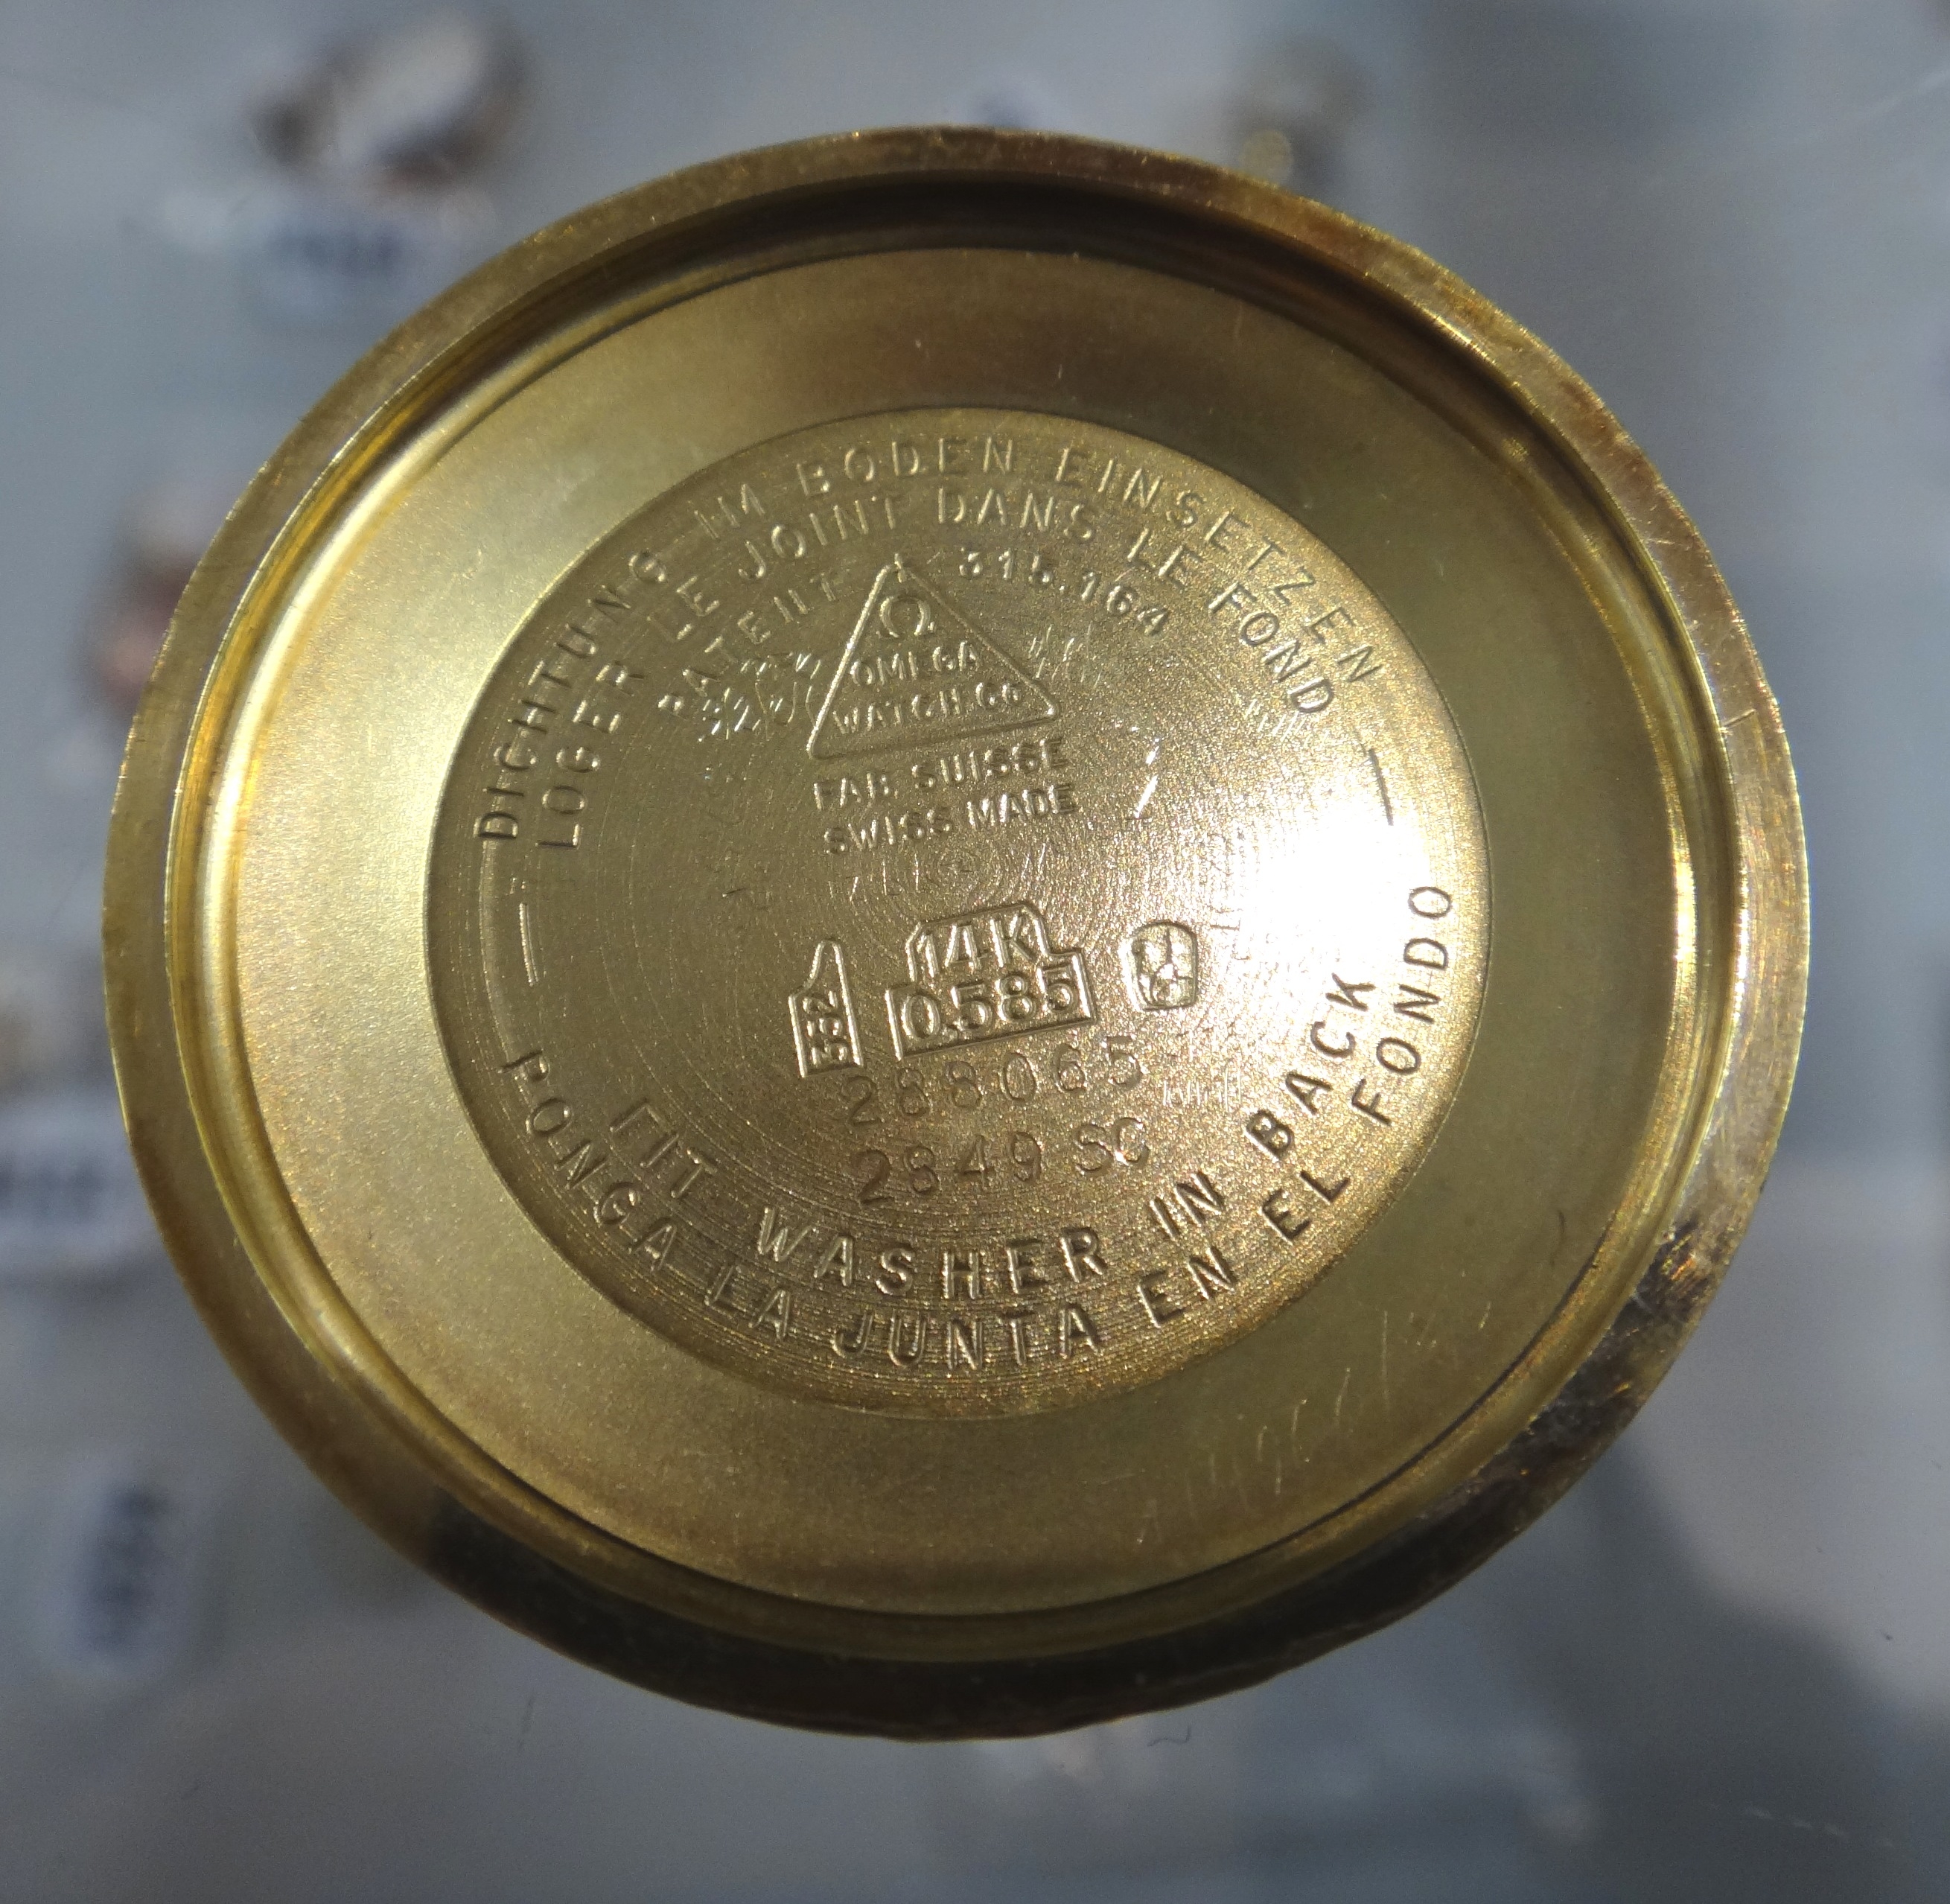 DICHTUNG IM BODEN EINSETZEN
LOGER LE JOINT DANS LE FOND
PATENT 315.164
Ω
OMEGA
WATCH Co
FAB. SUISSE
SWISS MADE
332
14K
0.585
288065
2849 SC
FIT WASHER IN BACK
PONGA LA JUNTA EN EL FONDO